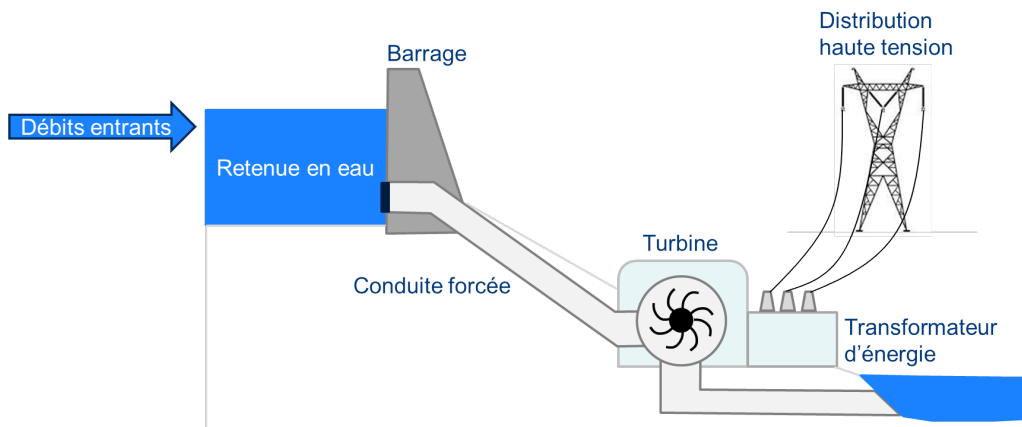 Distribution
haute tension
Barrage
Débits entrants
Retenue en eau
Turbine
Conduite forcée
Transformateur
d’énergie